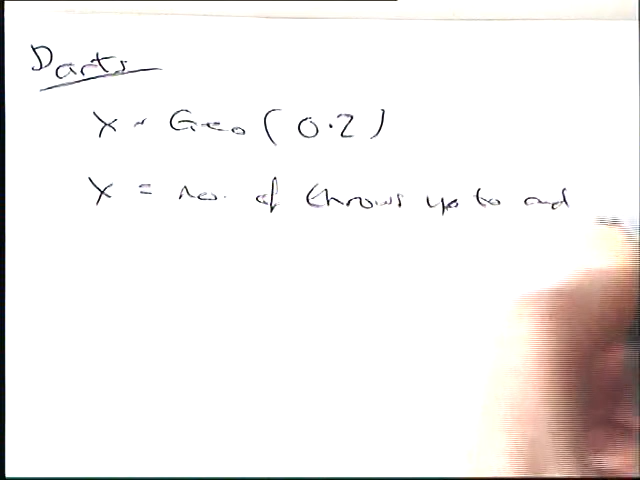 Darts
X ~ Geo (0.2)
X = no. of throws up to and